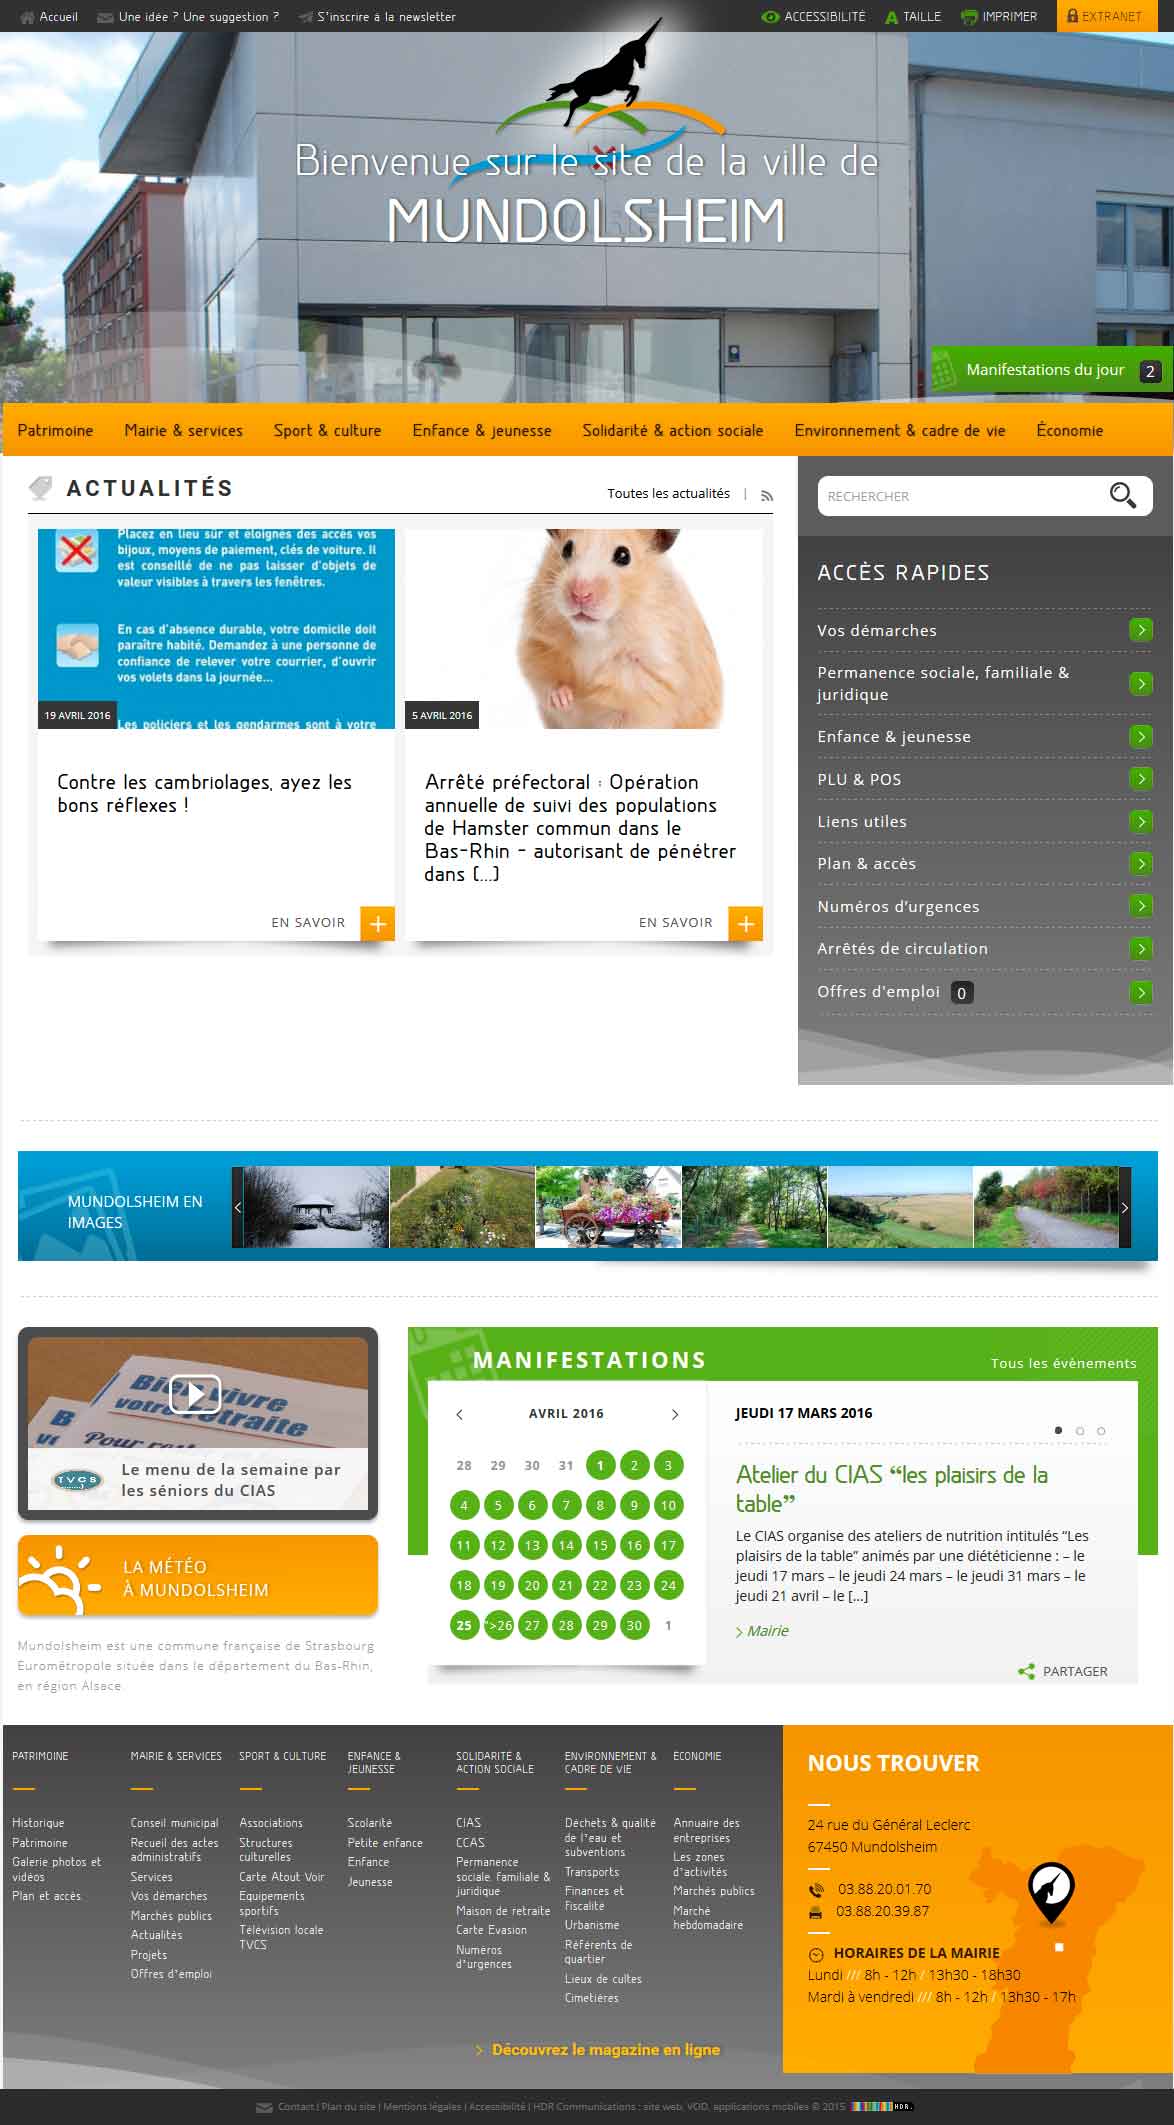 Accueil
Une idée ? Une suggestion ?
S'inscrire à la newsletter
ACCESSIBILITÉ
A TAILLE
IMPRIMER
EXTRANET
Bienvenue sur le site de la ville de
MUNDOLSHEIM
Manifestations du jour 2
Patrimoine
Mairie & services
Sport & culture
Enfance & jeunesse
Solidarité & action sociale
Environnement & cadre de vie
Économie
ACTUALITÉS
Toutes les actualités |
Placez en lieu sûr et éloignés des accès vos
bijoux, moyens de paiement, clés de voiture. Il
est conseillé de ne pas laisser d'objets de
valeur visibles à travers les fenêtres.
En cas d'absence durable, votre domicile doit
paraître habité. Demandez à une personne de
confiance de relever votre courrier, d'ouvrir
vos volets dans la journée...
Les policiers et les gendarmes sont à votre
19 AVRIL 2016
Contre les cambriolages, ayez les
bons réflexes !
EN SAVOIR +
5 AVRIL 2016
Arrêté préfectoral : Opération
annuelle de suivi des populations
de Hamster commun dans le
Bas-Rhin - autorisant de pénétrer
dans [...]
EN SAVOIR +
RECHERCHER
ACCÈS RAPIDES
Vos démarches
Permanence sociale, familiale &
juridique
Enfance & jeunesse
PLU & POS
Liens utiles
Plan & accès
Numéros d'urgences
Arrêtés de circulation
Offres d'emploi 0
MUNDOLSHEIM EN
IMAGES
Bien vivre
votre retraite
Pour
TVCS
Le menu de la semaine par
les séniors du CIAS
LA MÉTÉO
À MUNDOLSHEIM
Mundolsheim est une commune française de Strasbourg
Eurométropole située dans le département du Bas-Rhin,
en région Alsace.
MANIFESTATIONS
Tous les évènements
AVRIL 2016
28 29 30 31 1 2 3
4 5 6 7 8 9 10
11 12 13 14 15 16 17
18 19 20 21 22 23 24
25 ">26 27 28 29 30 1
JEUDI 17 MARS 2016
Atelier du CIAS “les plaisirs de la
table”
Le CIAS organise des ateliers de nutrition intitulés “Les
plaisirs de la table” animés par une diététicienne : – le
jeudi 17 mars – le jeudi 24 mars – le jeudi 31 mars – le
jeudi 21 avril – le [...]
Mairie
PARTAGER
PATRIMOINE
Historique
Patrimoine
Galerie photos et
vidéos
Plan et accès
MAIRIE & SERVICES
Conseil municipal
Recueil des actes
administratifs
Services
Vos démarches
Marchés publics
Actualités
Projets
Offres d'emploi
SPORT & CULTURE
Associations
Structures
culturelles
Carte Atout Voir
Equipements
sportifs
Télévision locale
TVCS
ENFANCE &
JEUNESSE
Scolarité
Petite enfance
Enfance
Jeunesse
SOLIDARITÉ &
ACTION SOCIALE
CIAS
CCAS
Permanence
sociale, familiale &
juridique
Maison de retraite
Carte Evasion
Numéros
d'urgences
ENVIRONNEMENT &
CADRE DE VIE
Déchets & qualité
de l'eau et
subventions
Transports
Finances et
fiscalité
Urbanisme
Référents de
quartier
Lieux de cultes
Cimetières
ÉCONOMIE
Annuaire des
entreprises
Les zones
d'activités
Marchés publics
Marché
hebdomadaire
Découvrez le magazine en ligne
NOUS TROUVER
24 rue du Général Leclerc
67450 Mundolsheim
03.88.20.01.70
03.88.20.39.87
HORAIRES DE LA MAIRIE
Lundi /// 8h - 12h / 13h30 - 18h30
Mardi à vendredi /// 8h - 12h / 13h30 - 17h
Contact | Plan du site | Mentions légales | Accessibilité | HDR Communications : site web, VOD, applications mobiles © 2015 HDR.